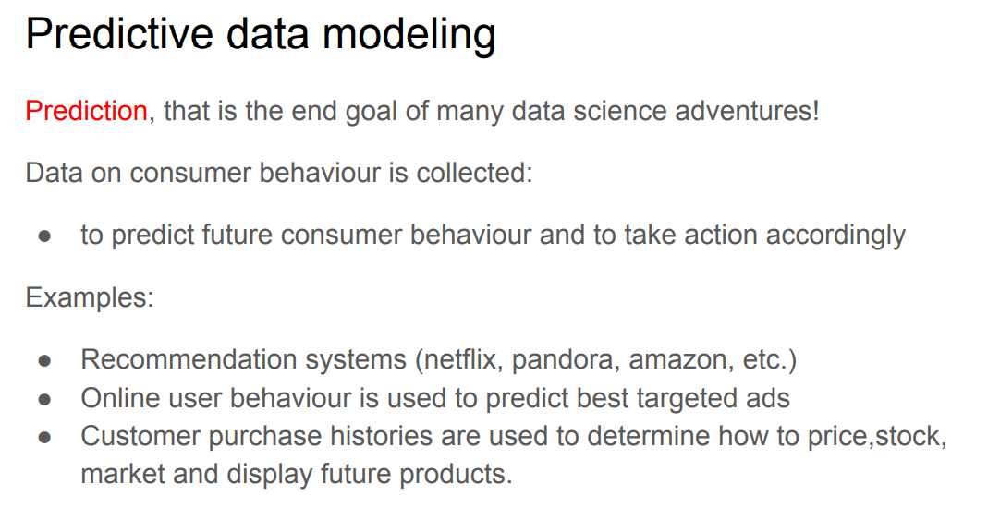 Predictive data modeling
Prediction, that is the end goal of many data science adventures!
Data on consumer behaviour is collected:
● to predict future consumer behaviour and to take action accordingly
Examples:
● Recommendation systems (netflix, pandora, amazon, etc.)
● Online user behaviour is used to predict best targeted ads
● Customer purchase histories are used to determine how to price,stock,
market and display future products.